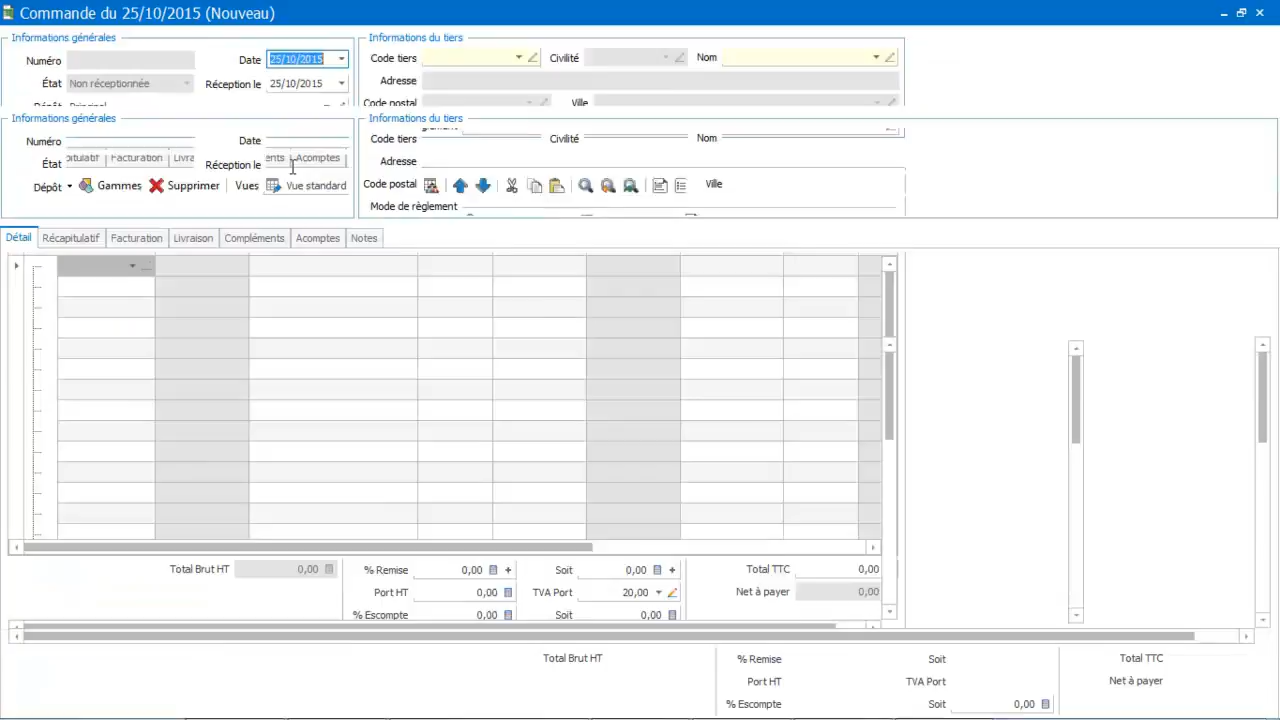 Commande du 25/10/2015 (Nouveau)
Informations générales
Informations du tiers
Numéro
Date
25/10/2015
Code tiers
Civilité
Nom
État
Non réceptionnée
Réception le
25/10/2015
Adresse
Dépôt
Principal
Code postal
Ville
Informations générales
Informations du tiers
Numéro
Date
Code tiers
Civilité
Nom
État
Facturation
Réception le
Acomptes
Adresse
Dépôt
Gammes
Supprimer
Vues
Vue standard
Code postal
Ville
Mode de règlement
Détail
Récapitulatif
Facturation
Livraison
Compléments
Acomptes
Notes
Total Brut HT
0,00
% Remise
0,00
Soit
0,00
Total TTC
0,00
Port HT
0,00
TVA Port
20,00
Net à payer
0,00
% Escompte
0,00
Soit
0,00
Total Brut HT
% Remise
Soit
Total TTC
Port HT
TVA Port
Net à payer
% Escompte
Soit
0,00